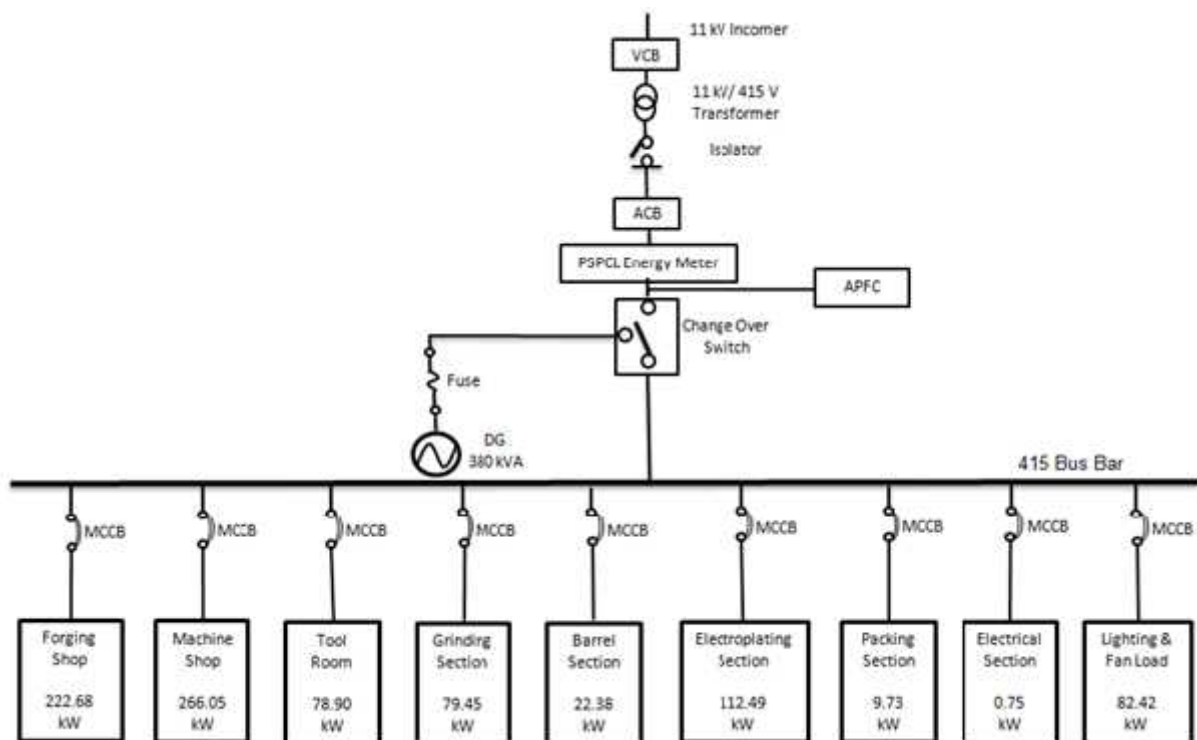 11 kV Incomer
VCB
11 kV/ 415 V
Transformer
Isolator
ACB
PSPCL Energy Meter
APFC
Change Over
Switch
Fuse
DG
380 kVA
415 Bus Bar
MCCB
MCCB
MCCB
MCCB
MCCB
MCCB
MCCB
MCCB
MCCB
Forging
Shop
222.68
kW
Machine
Shop
266.05
kW
Tool
Room
78.90
kW
Grinding
Section
79.45
kW
Barrel
Section
22.38
kW
Electroplating
Section
112.49
kW
Packing
Section
9.73
kW
Electrical
Section
0.75
kW
Lighting &
Fan Load
82.42
kW